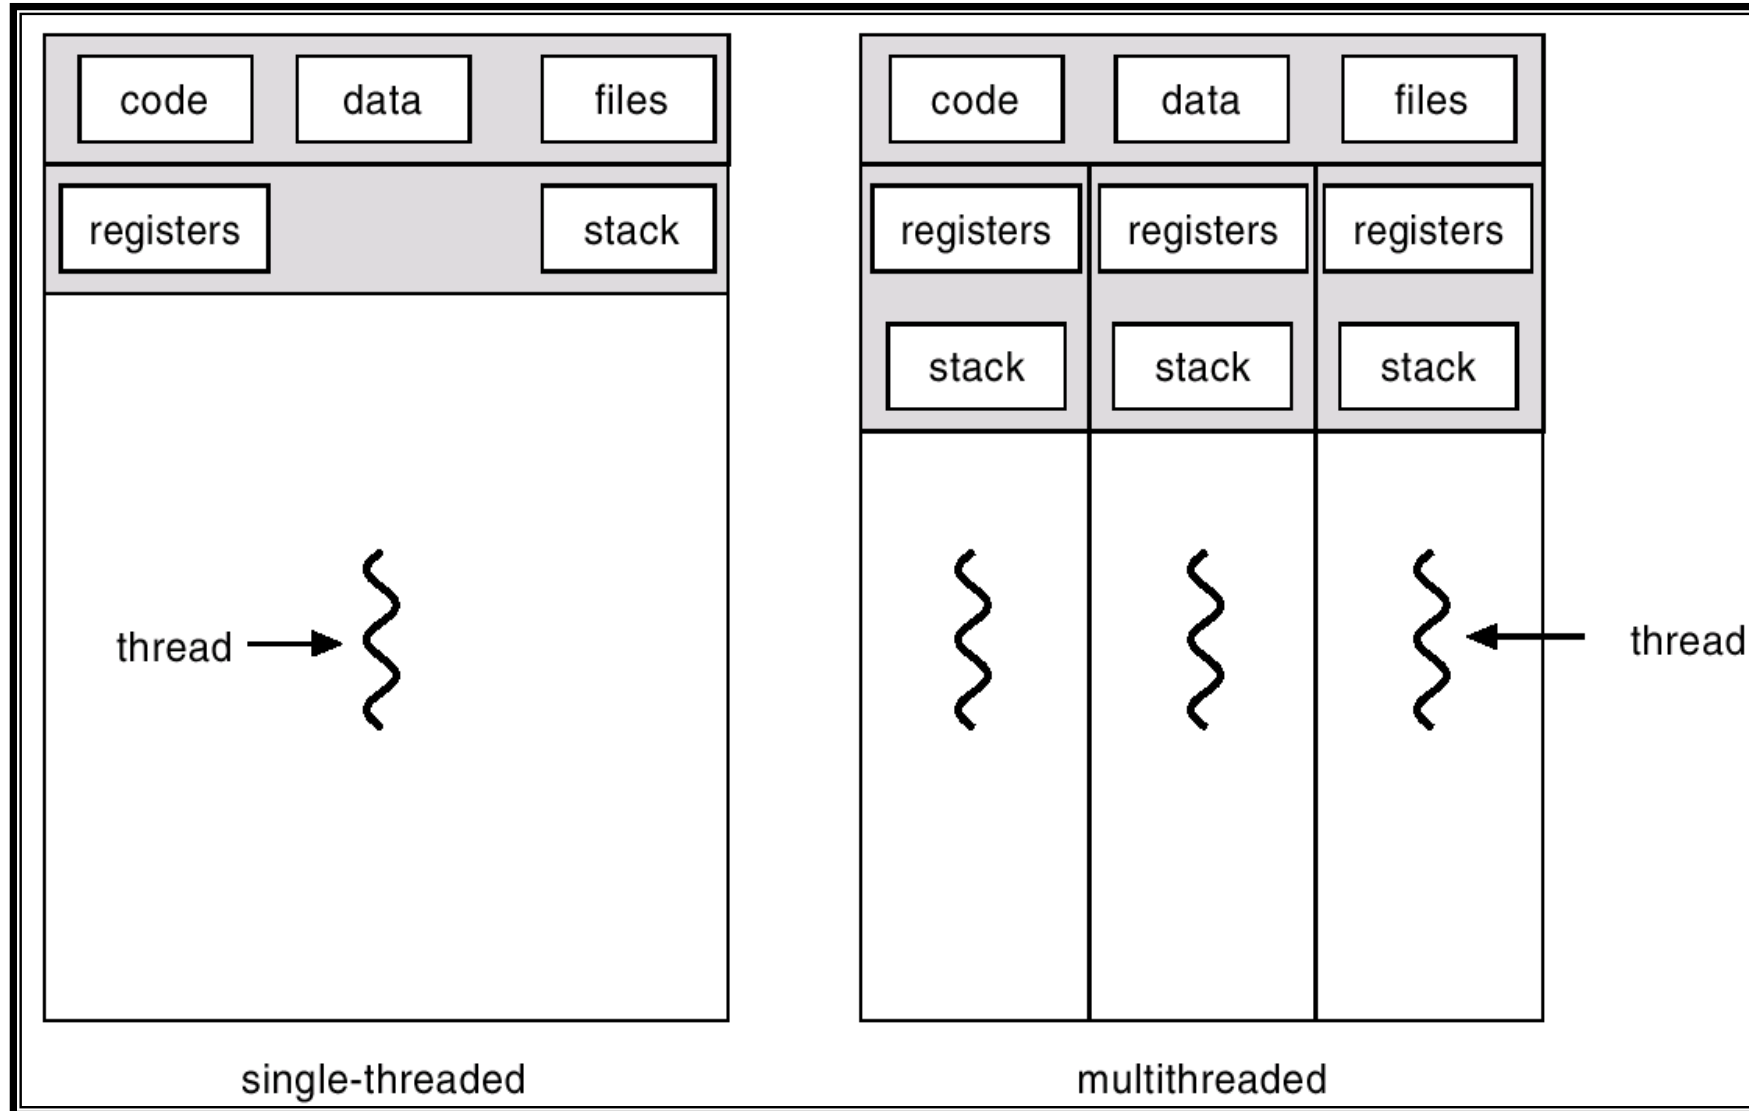 code data files
registers stack
thread
single-threaded
code data files
registers registers registers
stack stack stack
thread
multithreaded